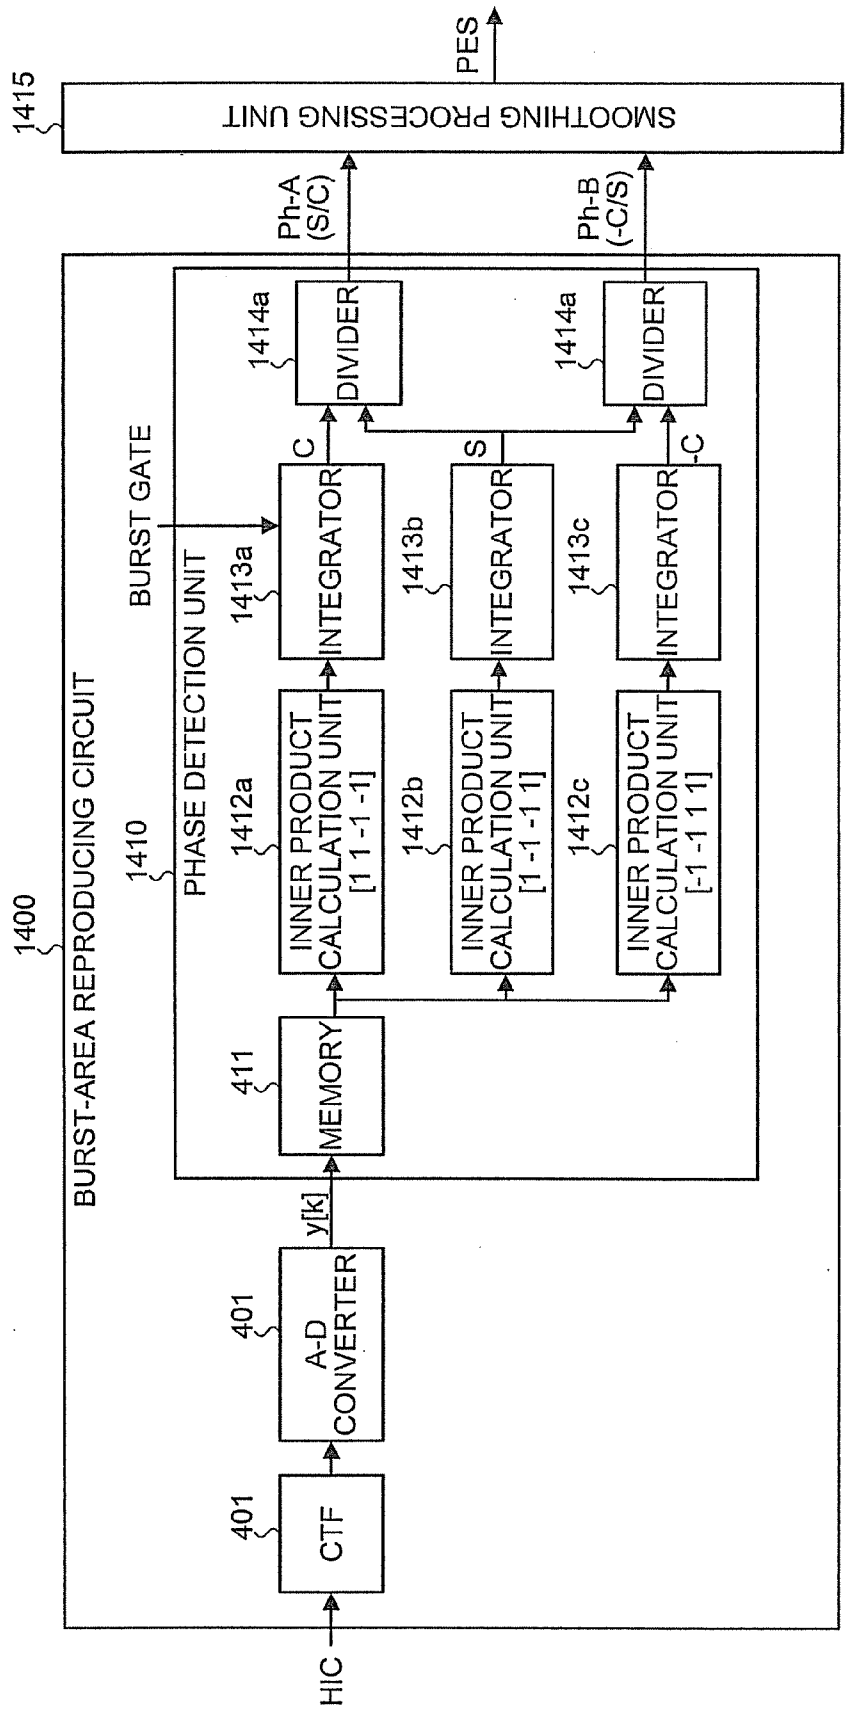 1400
BURST-AREA REPRODUCING CIRCUIT
1410
PHASE DETECTION UNIT
BURST GATE
HIC
401
CTF
401
A-D
CONVERTER
y[k]
411
MEMORY
1412a
INNER PRODUCT
CALCULATION UNIT
[1 1 -1 -1]
1412b
INNER PRODUCT
CALCULATION UNIT
[1 -1 -1 1]
1412c
INNER PRODUCT
CALCULATION UNIT
[-1 -1 1 1]
1413a
INTEGRATOR
C
1413b
INTEGRATOR
S
1413c
INTEGRATOR
-C
1414a
DIVIDER
1414a
DIVIDER
Ph-A
(S/C)
Ph-B
(-C/S)
1415
SMOOTHING PROCESSING UNIT
PES